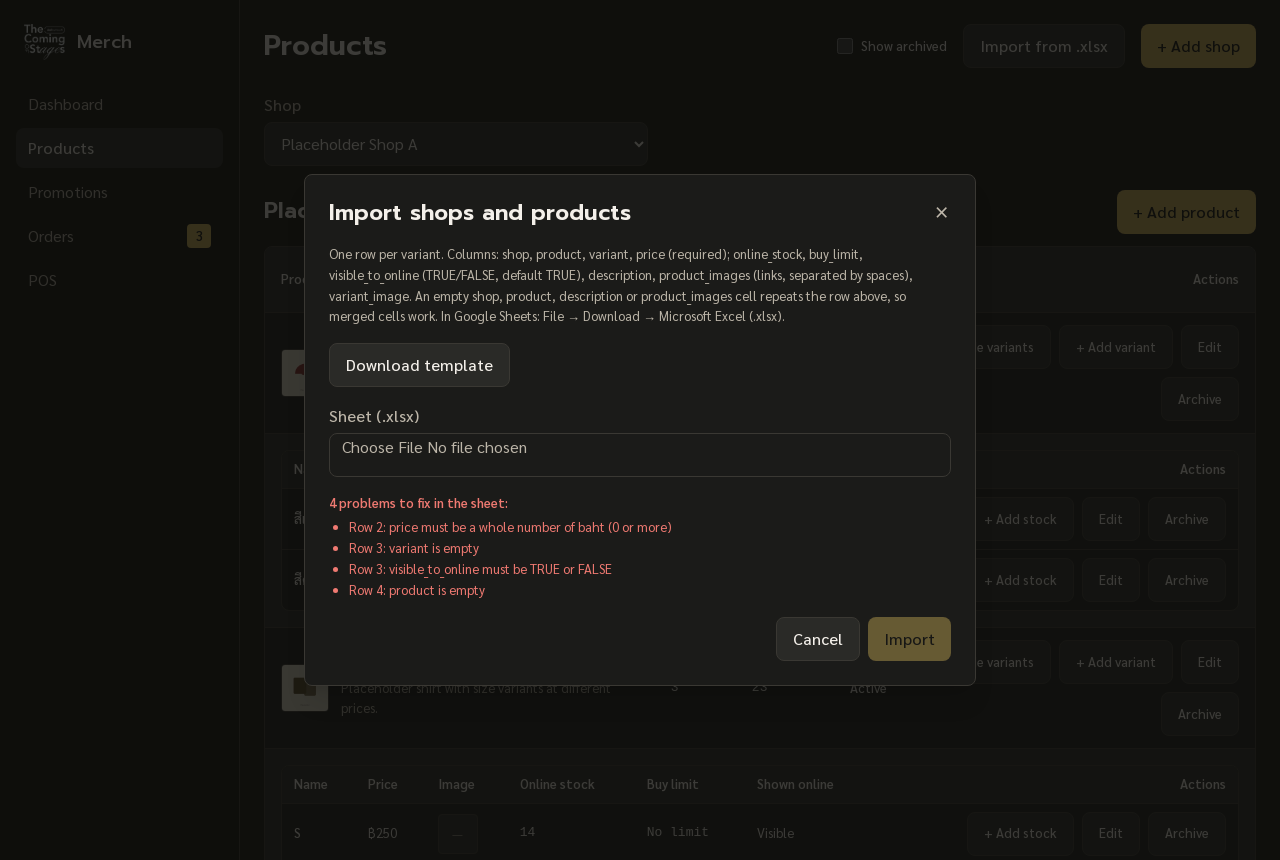 The
Coming
Stages
Merch
Dashboard
Products
Promotions
Orders
3
POS
Products
Show archived
Import from .xlsx
+ Add shop
Shop
Placeholder Shop A
+ Add product
Import shops and products
×
One row per variant. Columns: shop, product, variant, price (required); online_stock, buy_limit,
visible_to_online (TRUE/FALSE, default TRUE), description, product_images (links, separated by spaces),
variant_image. An empty shop, product, description or product_images cell repeats the row above, so
merged cells work. In Google Sheets: File → Download → Microsoft Excel (.xlsx).
Download template
Sheet (.xlsx)
Choose File No file chosen
4 problems to fix in the sheet:
• Row 2: price must be a whole number of baht (0 or more)
• Row 3: variant is empty
• Row 3: visible_to_online must be TRUE or FALSE
• Row 4: product is empty
Cancel
Import
Actions
variants
+ Add variant
Edit
Archive
Actions
+ Add stock
Edit
Archive
+ Add stock
Edit
Archive
variants
+ Add variant
Edit
Placeholder shirt with size variants at different
prices.
3
23
Active
Archive
Name
Price
Image
Online stock
Buy limit
Shown online
Actions
S
฿250
—
14
No limit
Visible
+ Add stock
Edit
Archive